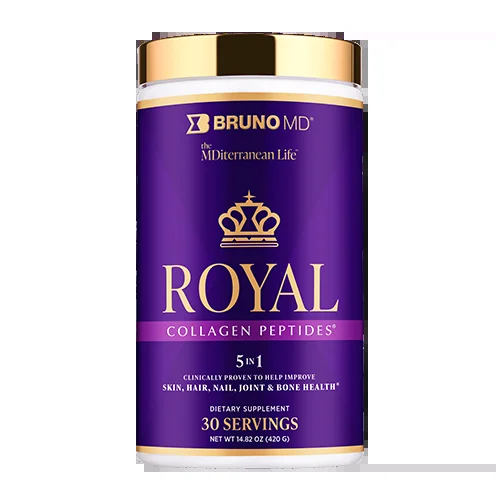 BRUNO MD®
the
MDiterranean Life™
ROYAL
COLLAGEN PEPTIDES®
5 IN 1
CLINICALLY PROVEN TO HELP IMPROVE
SKIN, HAIR, NAIL, JOINT & BONE HEALTH*
DIETARY SUPPLEMENT
30 SERVINGS
NET WT 14.82 OZ (420 G)